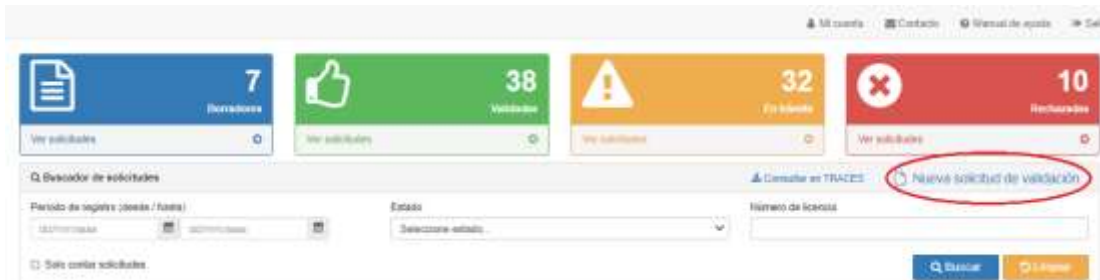 Mi cuenta Contacto Manual de ayuda
7
Borradores
38
Validadas
32
En trámite
10
Rechazadas
Ver solicitudes
Ver solicitudes
Ver solicitudes
Ver solicitudes
Buscador de solicitudes
Consultar en TRACES
Nueva solicitud de validación
Periodo de registro (desde / hasta)
Estado
Número de licencia
Seleccione estado...
Solo contar solicitudes
Buscar
Limpiar